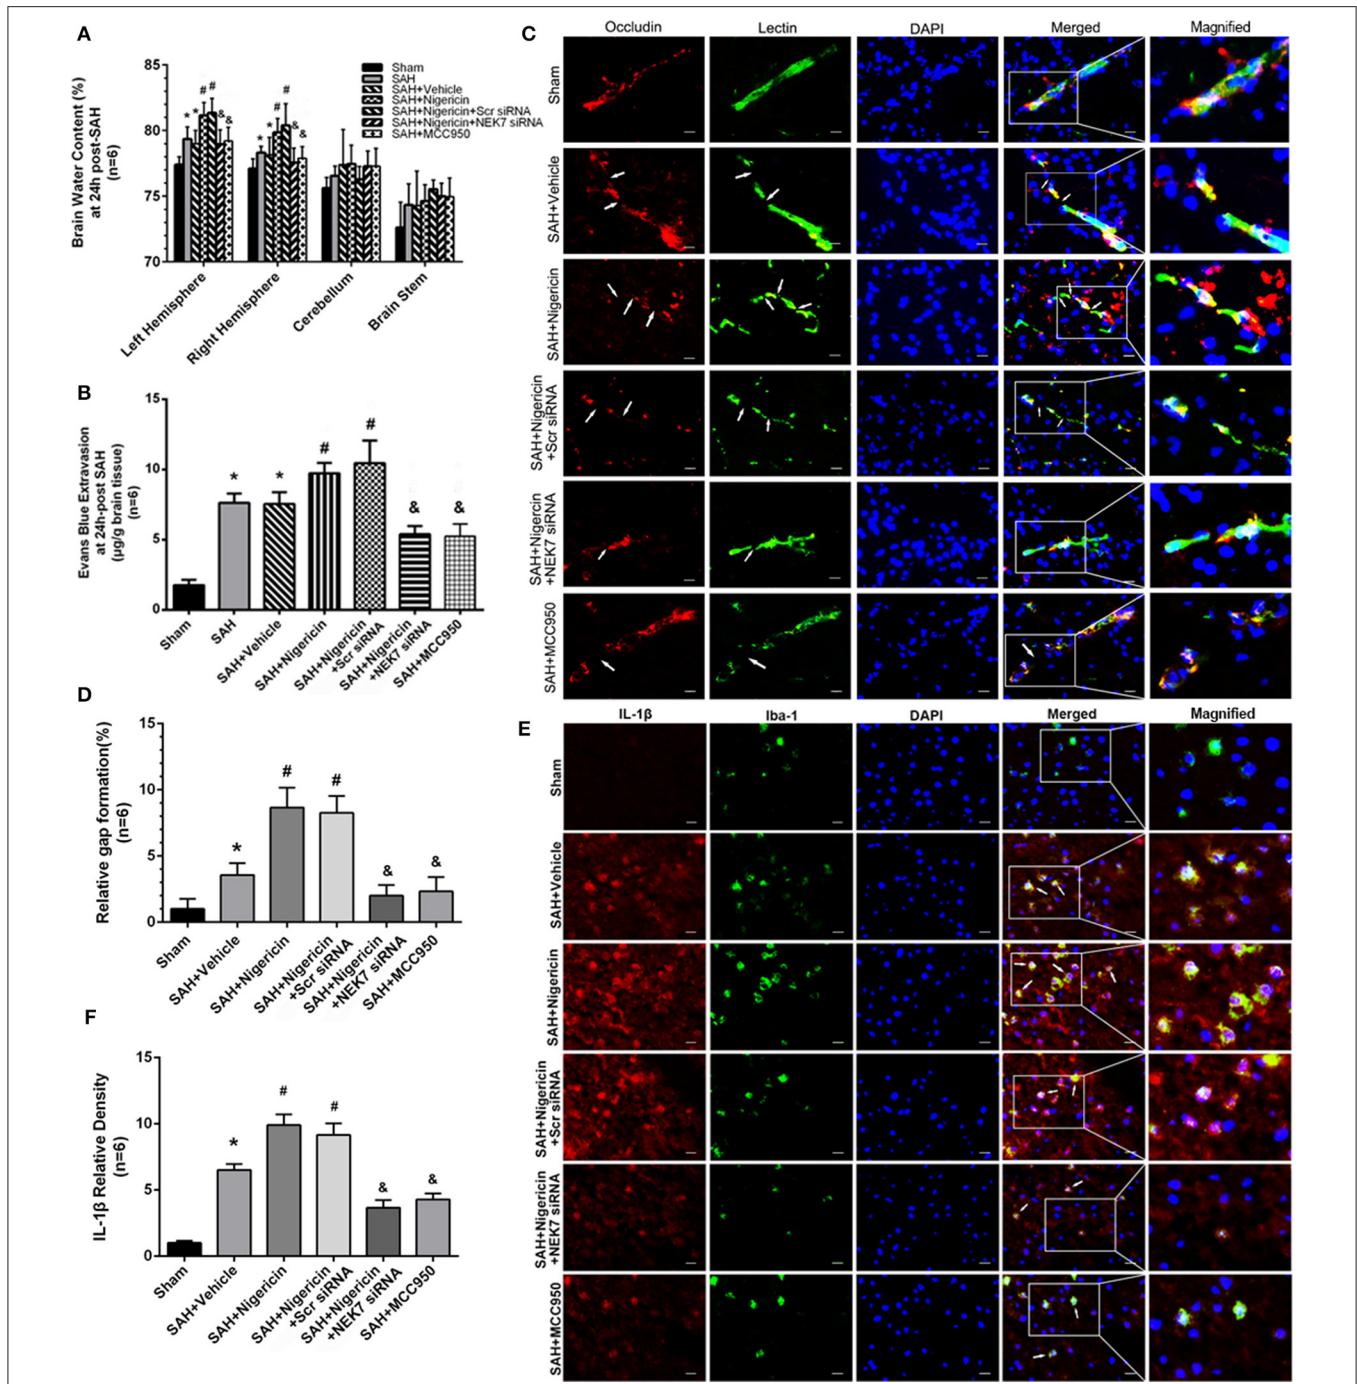 A
Brain Water Content (%)
at 24h post-SAH
(n=6)
85
80
75
70
Sham
SAH
SAH+Vehicle
SAH+Nigericin
SAH+Nigericin+Scr siRNA
SAH+Nigericin+NEK7 siRNA
SAH+MCC950
* * # # & &
* * # # & &
Left Hemisphere
Right Hemisphere
Cerebellum
Brain Stem
B
Evans Blue Extravasion
at 24h-post SAH
(µg/g brain tissue)
(n=6)
15
10
5
0
* * # # & &
Sham
SAH
SAH+Vehicle
SAH+Nigericin
SAH+Nigericin
+Scr siRNA
SAH+Nigericin
+NEK7 siRNA
SAH+MCC950
C
Occludin
Lectin
DAPI
Merged
Magnified
Sham
SAH+Vehicle
SAH+Nigericin
SAH+Nigericin
+Scr siRNA
SAH+Nigercin
+NEK7 siRNA
SAH+MCC950
D
Relative gap formation(%)
(n=6)
15
10
5
0
* # # & &
Sham
SAH+Vehicle
SAH+Nigericin
SAH+Nigericin
+Scr siRNA
SAH+Nigericin
+NEK7 siRNA
SAH+MCC950
E
IL-1β
Iba-1
DAPI
Merged
Magnified
Sham
SAH+Vehicle
SAH+Nigericin
SAH+Nigericin
+Scr siRNA
SAH+Nigericin
+NEK7 siRNA
SAH+MCC950
F
IL-1β Relative Density
(n=6)
15
10
5
0
* # # & &
Sham
SAH+Vehicle
SAH+Nigericin
SAH+Nigericin
+Scr siRNA
SAH+Nigericin
+NEK7 siRNA
SAH+MCC950